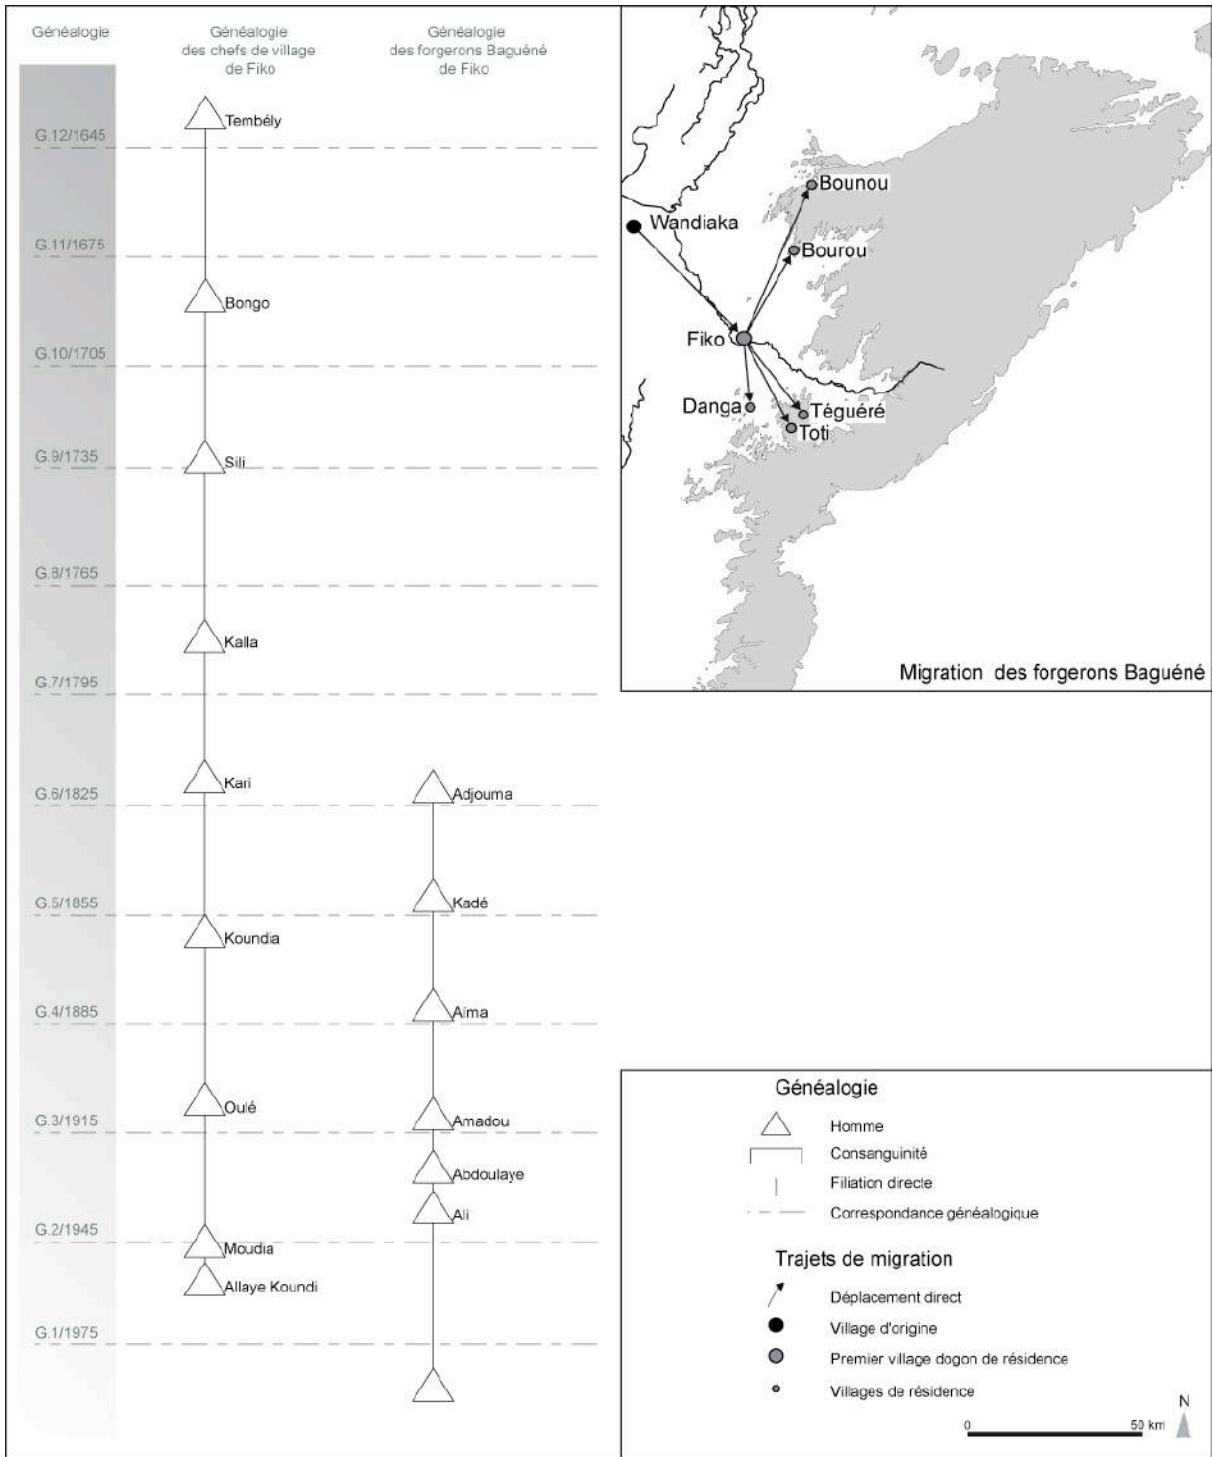 Généalogie
Généalogie
des chefs de village
de Fiko
Généalogie
des forgerons Baguéné
de Fiko
G.12/1645
G.11/1675
G.10/1705
G.9/1735
G.8/1765
G.7/1795
G.6/1825
G.5/1855
G.4/1885
G.3/1915
G.2/1945
G.1/1975
Tembély
Bongo
Sili
Kalla
Kari
Koundia
Oulé
Moudia
Allaye Koundi
Adjouma
Kadé
Aïma
Amadou
Abdoulaye
Ali
Bounou
Wandiaka
Bourou
Fiko
Danga
Téguéré
Toti
Migration des forgerons Baguéné
Généalogie
Homme
Consanguinité
Filiation directe
Correspondance généalogique
Trajets de migration
Déplacement direct
Village d'origine
Premier village dogon de résidence
Villages de résidence
N
0 50 km